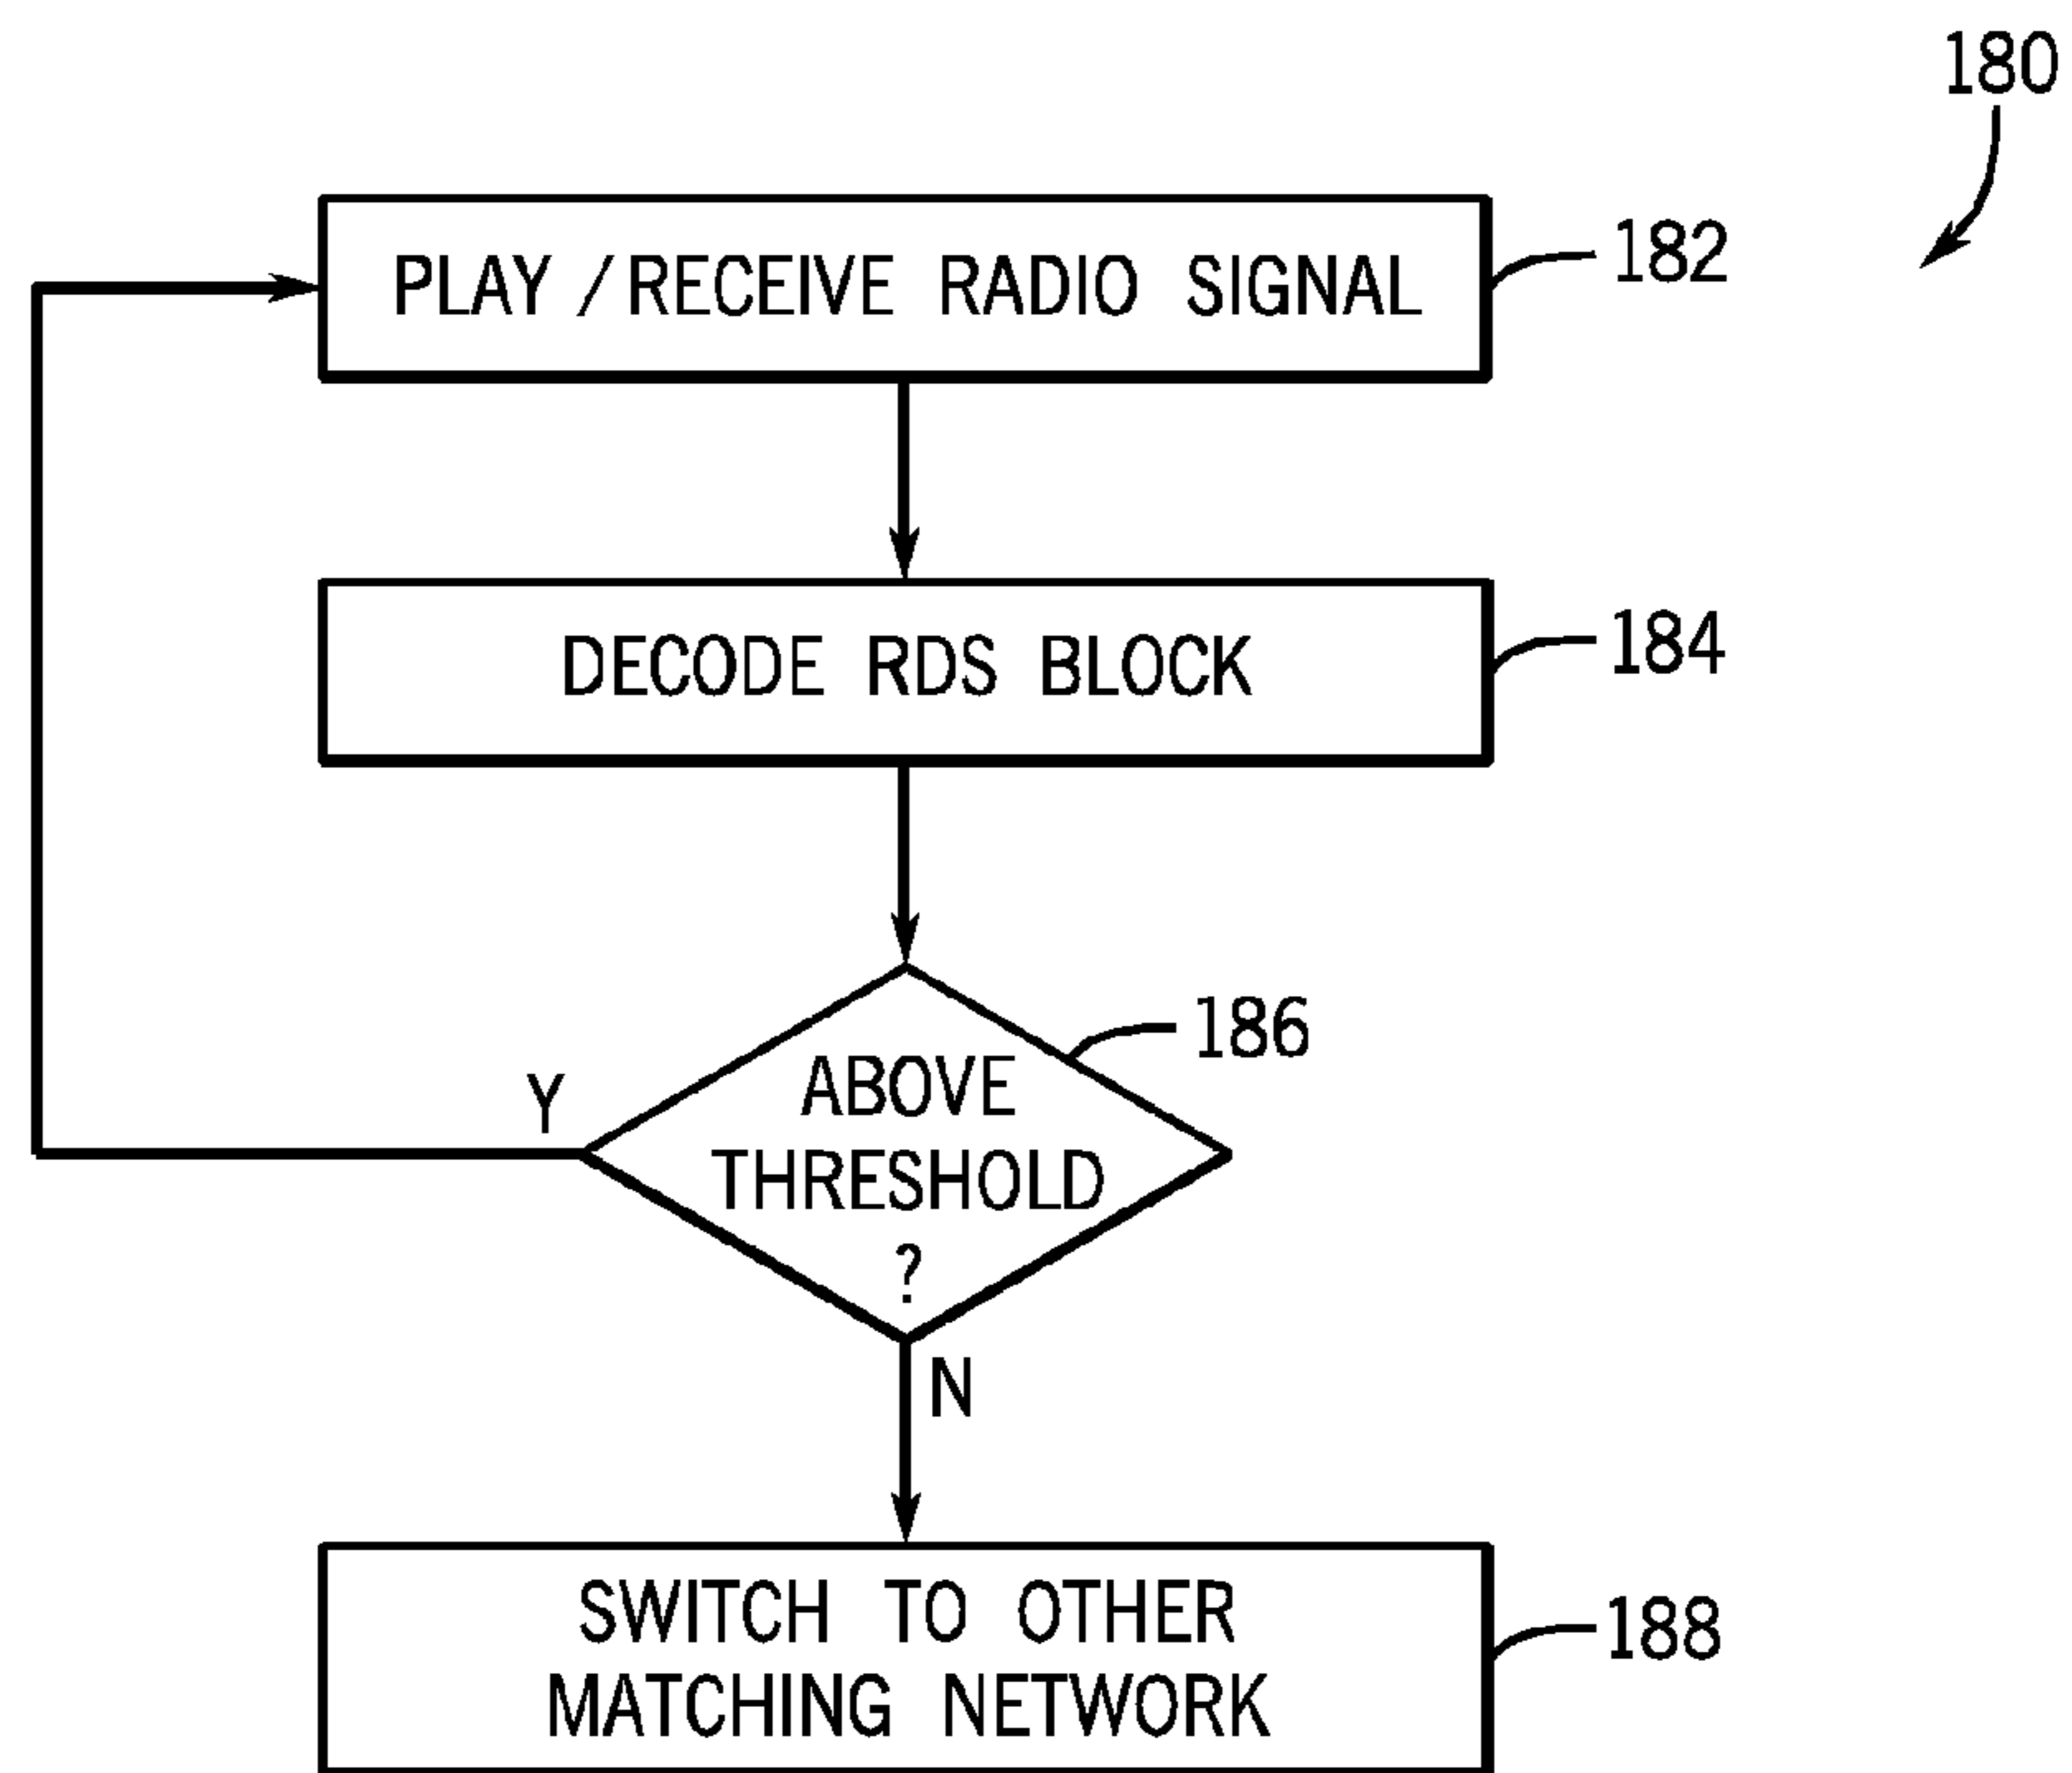 180
PLAY/RECEIVE RADIO SIGNAL
182
DECODE RDS BLOCK
184
186
ABOVE
THRESHOLD
?
Y
N
SWITCH TO OTHER
MATCHING NETWORK
188